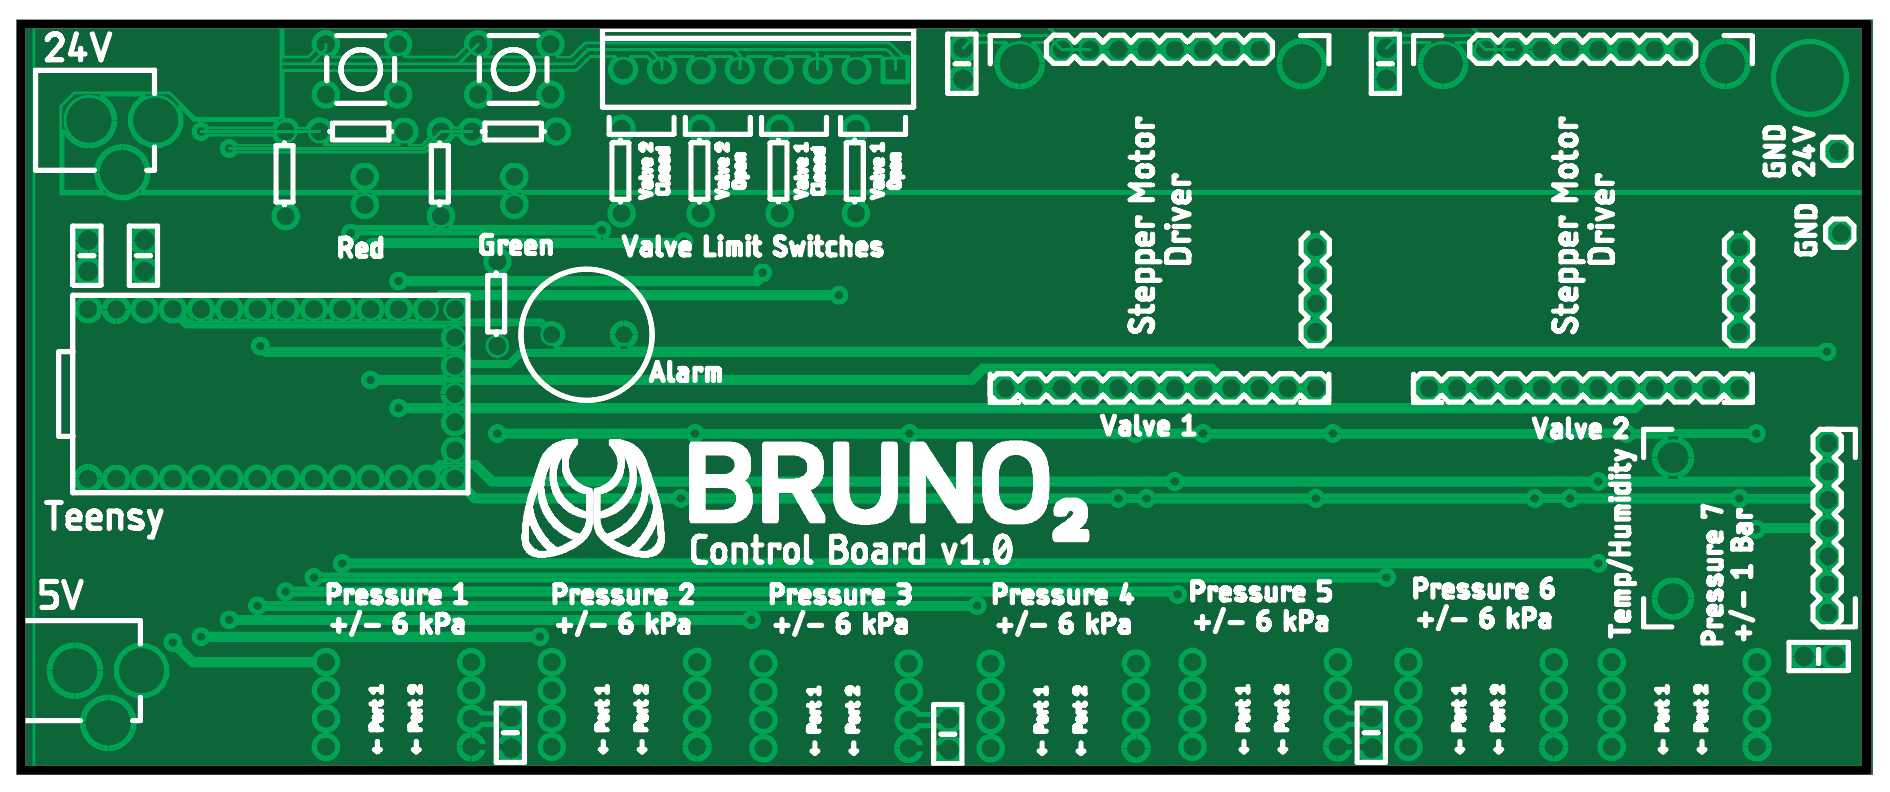 24V
Valve 2
Closed
Valve 2
Open
Valve 1
Closed
Valve 1
Open
Stepper Motor
Driver
Stepper Motor
Driver
GND
24V
GND
Red
Green
Valve Limit Switches
Alarm
Valve 1
Valve 2
Teensy
BRUNO2
Control Board v1.0
Temp/Humidity
Pressure 7
+/- 1 Bar
5V
Pressure 1
+/- 6 kPa
Pressure 2
+/- 6 kPa
Pressure 3
+/- 6 kPa
Pressure 4
+/- 6 kPa
Pressure 5
+/- 6 kPa
Pressure 6
+/- 6 kPa
← Port 1
← Port 2
← Port 1
← Port 2
← Port 1
← Port 2
← Port 1
← Port 2
← Port 1
← Port 2
← Port 1
← Port 2
← Port 1
← Port 2